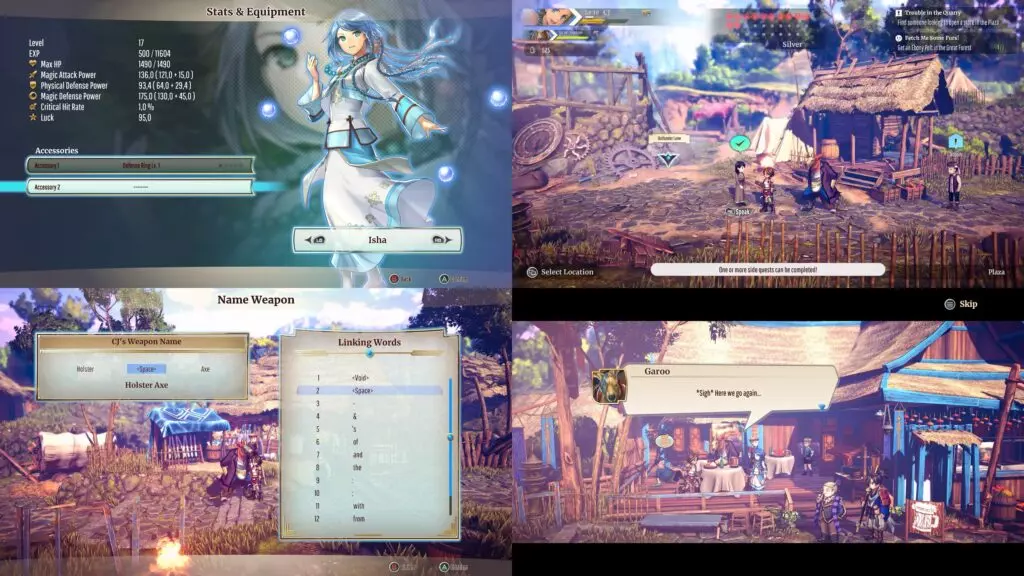 Stats & Equipment
Level 17
EXP 500 / 11604
Max HP 1490 / 1490
Magic Attack Power 136,0 ( 121,0 + 15,0 )
Physical Defense Power 93,4 ( 64,0 + 29,4 )
Magic Defense Power 175,0 ( 130,0 + 45,0 )
Critical Hit Rate 1,0%
Luck 95,0
Accessories
Accessory 1 Defense Ring Lv. 1
Accessory 2 --------
Isha
Back
Trouble in the Quarry
Find someone looking to open a store in the Plaza
Fetch Me Some Furs!
Get an Ebony Pelt in the Great Forest
Silver
Speak
Select Location
One or more side quests can be completed!
Plaza
Name Weapon
CJ's Weapon Name
Holster <Space> Axe
Holster Axe
Linking Words
1 <Void>
2 <Space>
3 -
4 &
5 's
6 of
7 and
8 the
9 :
10 :
11 with
12 from
Skip
Garoo
*Sigh* Here we go again...